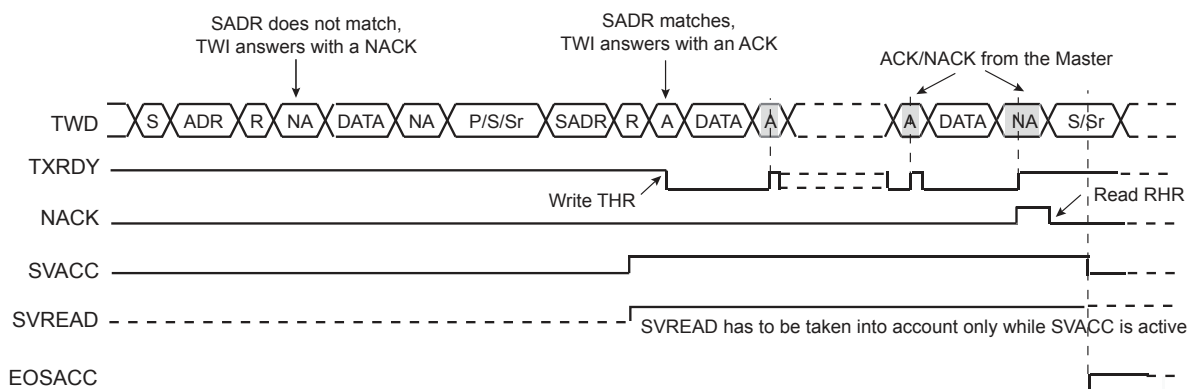 SADR does not match,
TWI answers with a NACK
SADR matches,
TWI answers with an ACK
ACK/NACK from the Master
TWD S ADR R NA DATA NA P/S/Sr SADR R A DATA A A DATA NA S/Sr
TXRDY
Write THR
Read RHR
NACK
SVACC
SVREAD
SVREAD has to be taken into account only while SVACC is active
EOSACC